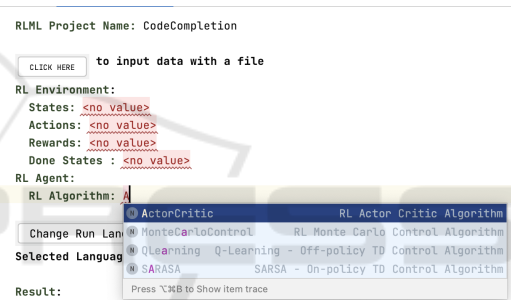 RLML Project Name: CodeCompletion
CLICK HERE to input data with a file
RL Environment:
States: <no value>
Actions: <no value>
Rewards: <no value>
Done States : <no value>
RL Agent:
RL Algorithm: A
N ActorCritic RL Actor Critic Algorithm
Change Run Lan N MonteCarloControl RL Monte Carlo Control Algorithm
N QLearning Q-Learning - Off-policy TD Control Algorithm
Selected Languag
N SARASA SARSA - On-policy TD Control Algorithm
Press ⌥⌘B to Show item trace
Result: